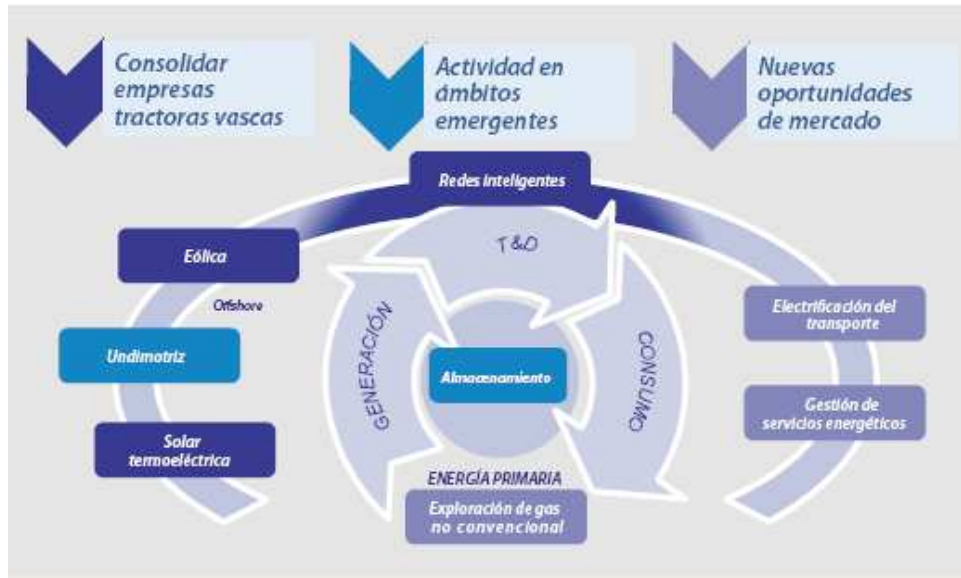 Consolidar
empresas
tractoras vascas
Actividad en
ámbitos
emergentes
Nuevas
oportunidades
de mercado
Redes inteligentes
T&D
Eólica
Offshore
GENERACIÓN
CONSUMO
Electrificación del
transporte
Undimotriz
Almacenamiento
Gestión de
servicios energéticos
Solar
termoeléctrica
ENERGÍA PRIMARIA
Exploración de gas
no convencional